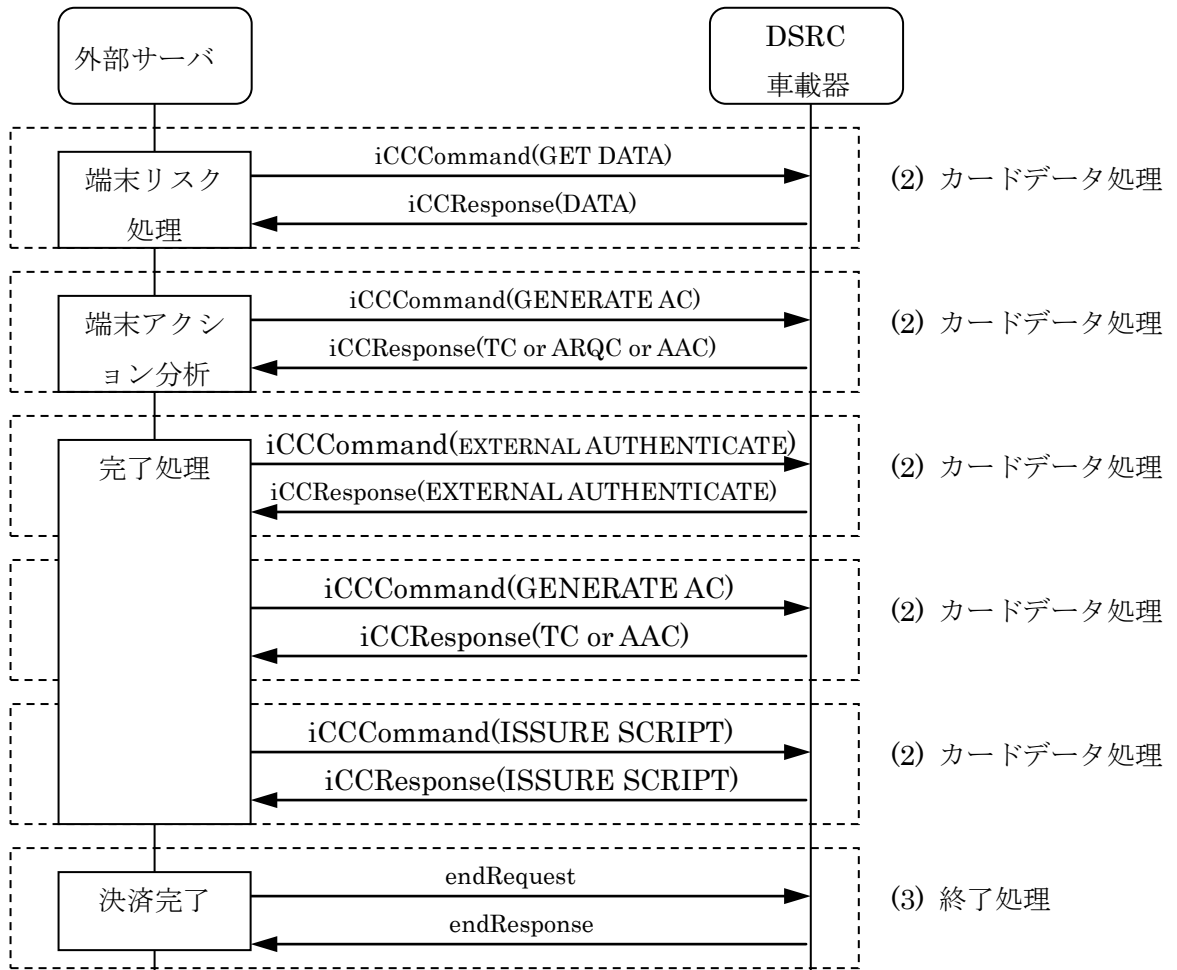 外部サーバ
DSRC
車載器
端末リスク
処理
iCCCommand(GET DATA)
iCCResponse(DATA)
(2) カードデータ処理
端末アクシ
ョン分析
iCCCommand(GENERATE AC)
iCCResponse(TC or ARQC or AAC)
(2) カードデータ処理
完了処理
iCCCommand(EXTERNAL AUTHENTICATE)
iCCResponse(EXTERNAL AUTHENTICATE)
(2) カードデータ処理
iCCCommand(GENERATE AC)
iCCResponse(TC or AAC)
(2) カードデータ処理
iCCCommand(ISSURE SCRIPT)
iCCResponse(ISSURE SCRIPT)
(2) カードデータ処理
決済完了
endRequest
endResponse
(3) 終了処理